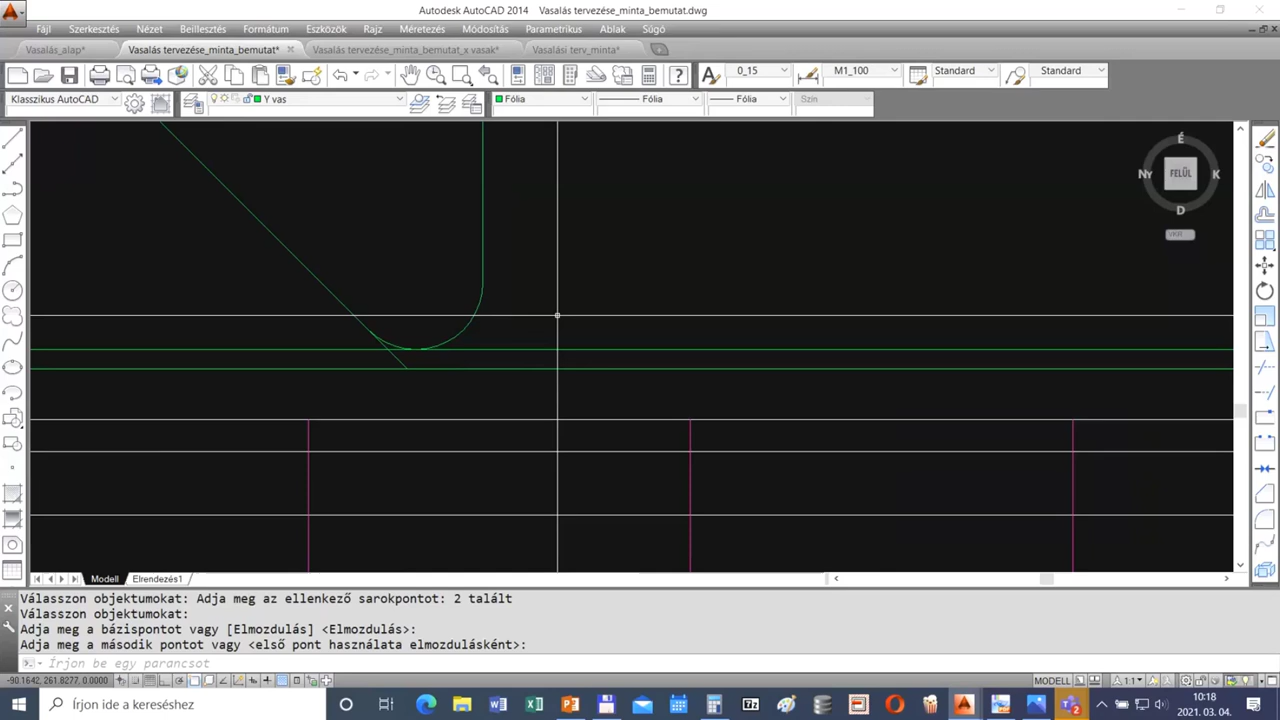 Autodesk AutoCAD 2014 Vasalás tervezése_minta_bemutat.dwg
Fájl Szerkesztés Nézet Beillesztés Formátum Eszközök Rajz Méretezés Módosítás Parametrikus Ablak Súgó
Vasalás_alap* Vasalás tervezése_minta_bemutat* Vasalás tervezése_minta_bemutat_x vasak* Vasalási terv_minta*
0_15 M1_100 Standard Standard
Klasszikus AutoCAD Y vas Fólia Fólia Fólia Szín
É
NY FELÜL K
D
VKR
Modell Elrendezés1
Válasszon objektumokat: Adja meg az ellenkező sarokpontot: 2 talált
Válasszon objektumokat:
Adja meg a bázispontot vagy [Elmozdulás] <Elmozdulás>:
Adja meg a második pontot vagy <első pont használata elmozdulásként>:
Írjon be egy parancsot
-90.1642, 261.8277, 0.0000 MODELL 1:1
Írjon ide a kereséshez
10:18
2021. 03. 04.